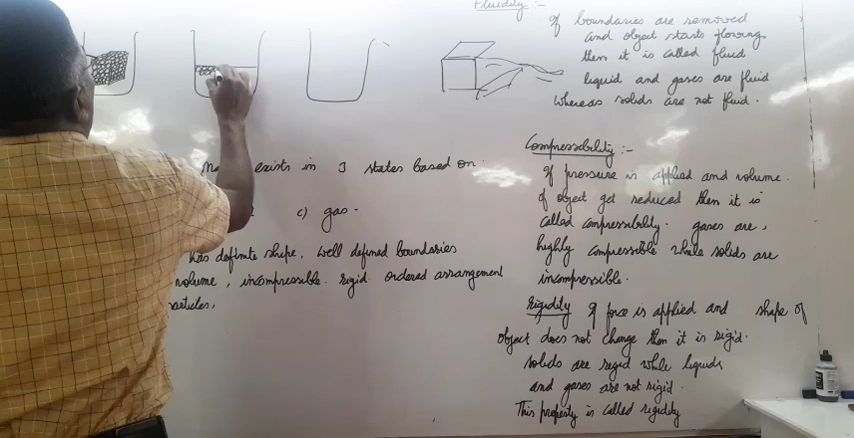 Fluidity :-
If boundaries are removed
and object starts flowing
then it is called fluid
liquid and gases are fluid
whereas solids are not fluid.
exists in 3 states based on
c) gas -
has definite shape, well defined boundaries
volume, incompressible. rigid. ordered arrangement
particles.
Compressibility :-
If pressure is applied and volume.
of object get reduced then it is
called compressibility. gases are,
highly compressible while solids are
incompressible.
Rigidity If force is applied and shape of
object does not change then it is rigid.
solids are rigid while liquids
and gases are not rigid.
This property is called rigidity